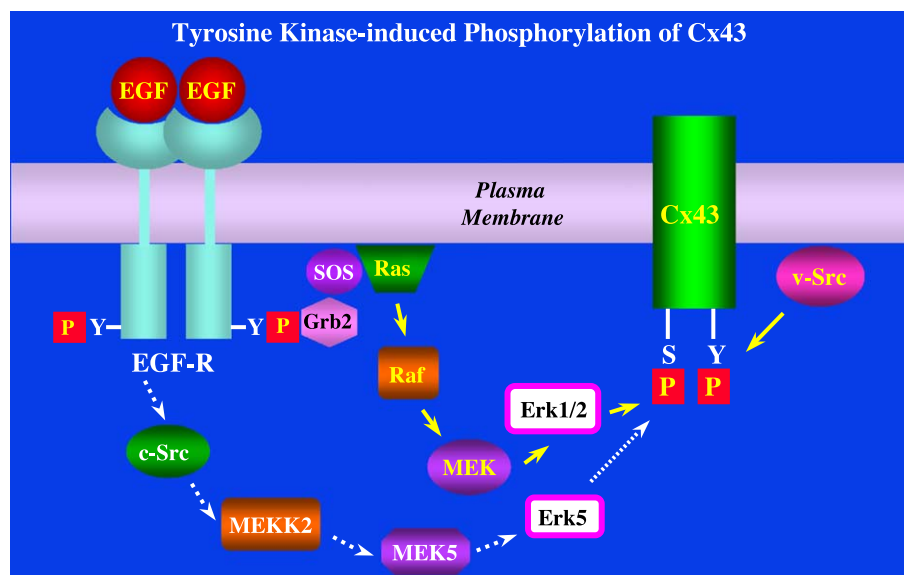 Tyrosine Kinase-induced Phosphorylation of Cx43
EGF EGF
Plasma
Membrane
Cx43
SOS
Ras
v-Src
P Y
Y P
Grb2
EGF-R
S Y
P P
Raf
Erk1/2
c-Src
MEK
MEKK2
Erk5
MEK5